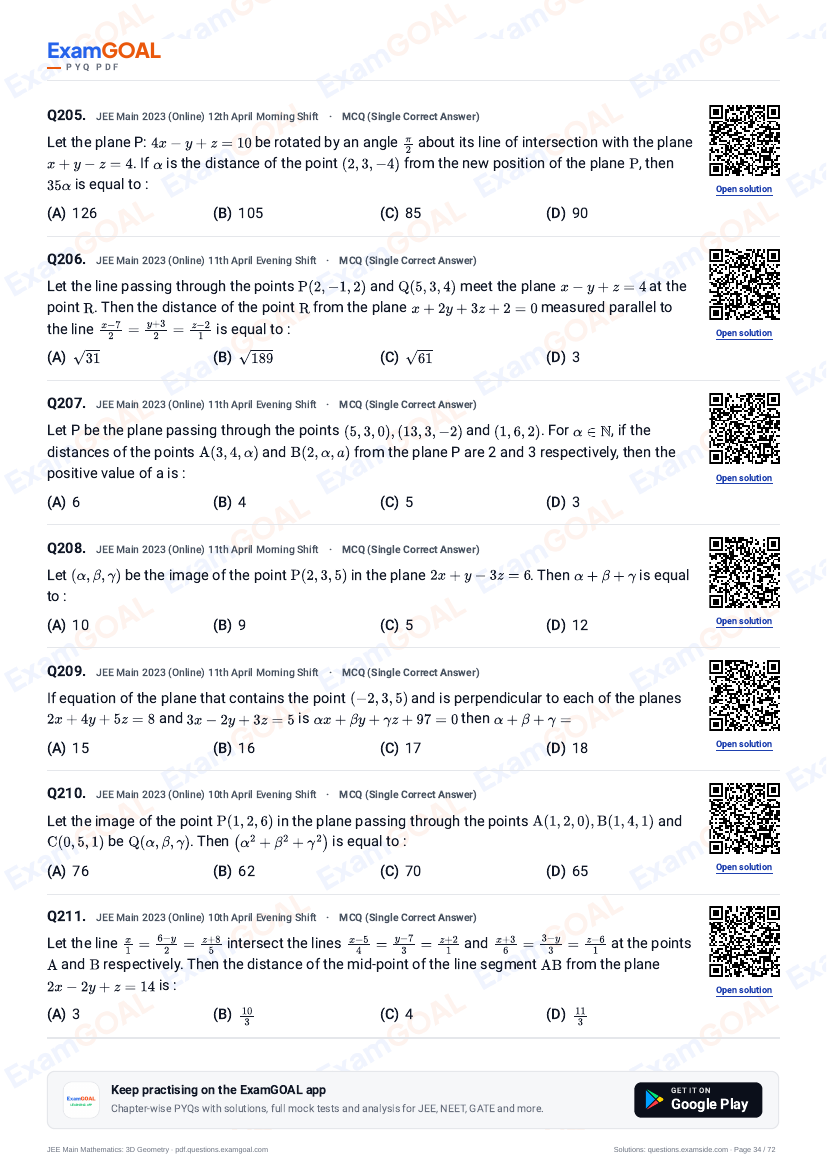 ExamGOAL
PYQ PDF
Q205. JEE Main 2023 (Online) 12th April Morning Shift · MCQ (Single Correct Answer)
Let the plane P: 4x − y + z = 10 be rotated by an angle π/2 about its line of intersection with the plane
x + y − z = 4. If α is the distance of the point (2, 3, −4) from the new position of the plane P, then
35α is equal to :
(A) 126 (B) 105 (C) 85 (D) 90
Open solution
Q206. JEE Main 2023 (Online) 11th April Evening Shift · MCQ (Single Correct Answer)
Let the line passing through the points P(2, −1, 2) and Q(5, 3, 4) meet the plane x − y + z = 4 at the
point R. Then the distance of the point R from the plane x + 2y + 3z + 2 = 0 measured parallel to
the line (x−7)/2 = (y+3)/2 = (z−2)/1 is equal to :
(A) √31 (B) √189 (C) √61 (D) 3
Open solution
Q207. JEE Main 2023 (Online) 11th April Evening Shift · MCQ (Single Correct Answer)
Let P be the plane passing through the points (5, 3, 0), (13, 3, −2) and (1, 6, 2). For α ∈ ℕ, if the
distances of the points A(3, 4, α) and B(2, α, a) from the plane P are 2 and 3 respectively, then the
positive value of a is :
(A) 6 (B) 4 (C) 5 (D) 3
Open solution
Q208. JEE Main 2023 (Online) 11th April Morning Shift · MCQ (Single Correct Answer)
Let (α, β, γ) be the image of the point P(2, 3, 5) in the plane 2x + y − 3z = 6. Then α + β + γ is equal
to :
(A) 10 (B) 9 (C) 5 (D) 12
Open solution
Q209. JEE Main 2023 (Online) 11th April Morning Shift · MCQ (Single Correct Answer)
If equation of the plane that contains the point (−2, 3, 5) and is perpendicular to each of the planes
2x + 4y + 5z = 8 and 3x − 2y + 3z = 5 is αx + βy + γz + 97 = 0 then α + β + γ =
(A) 15 (B) 16 (C) 17 (D) 18
Open solution
Q210. JEE Main 2023 (Online) 10th April Evening Shift · MCQ (Single Correct Answer)
Let the image of the point P(1, 2, 6) in the plane passing through the points A(1, 2, 0), B(1, 4, 1) and
C(0, 5, 1) be Q(α, β, γ). Then (α² + β² + γ²) is equal to :
(A) 76 (B) 62 (C) 70 (D) 65
Open solution
Q211. JEE Main 2023 (Online) 10th April Evening Shift · MCQ (Single Correct Answer)
Let the line x/1 = (6−y)/2 = (z+8)/5 intersect the lines (x−5)/4 = (y−7)/3 = (z+2)/1 and (x+3)/6 = (3−y)/3 = (z−6)/1 at the points
A and B respectively. Then the distance of the mid-point of the line segment AB from the plane
2x − 2y + z = 14 is :
(A) 3 (B) 10/3 (C) 4 (D) 11/3
Open solution
Keep practising on the ExamGOAL app
Chapter-wise PYQs with solutions, full mock tests and analysis for JEE, NEET, GATE and more.
GET IT ON
Google Play
JEE Main Mathematics: 3D Geometry · pdf.questions.examgoal.com Solutions: questions.examside.com · Page 34 / 72